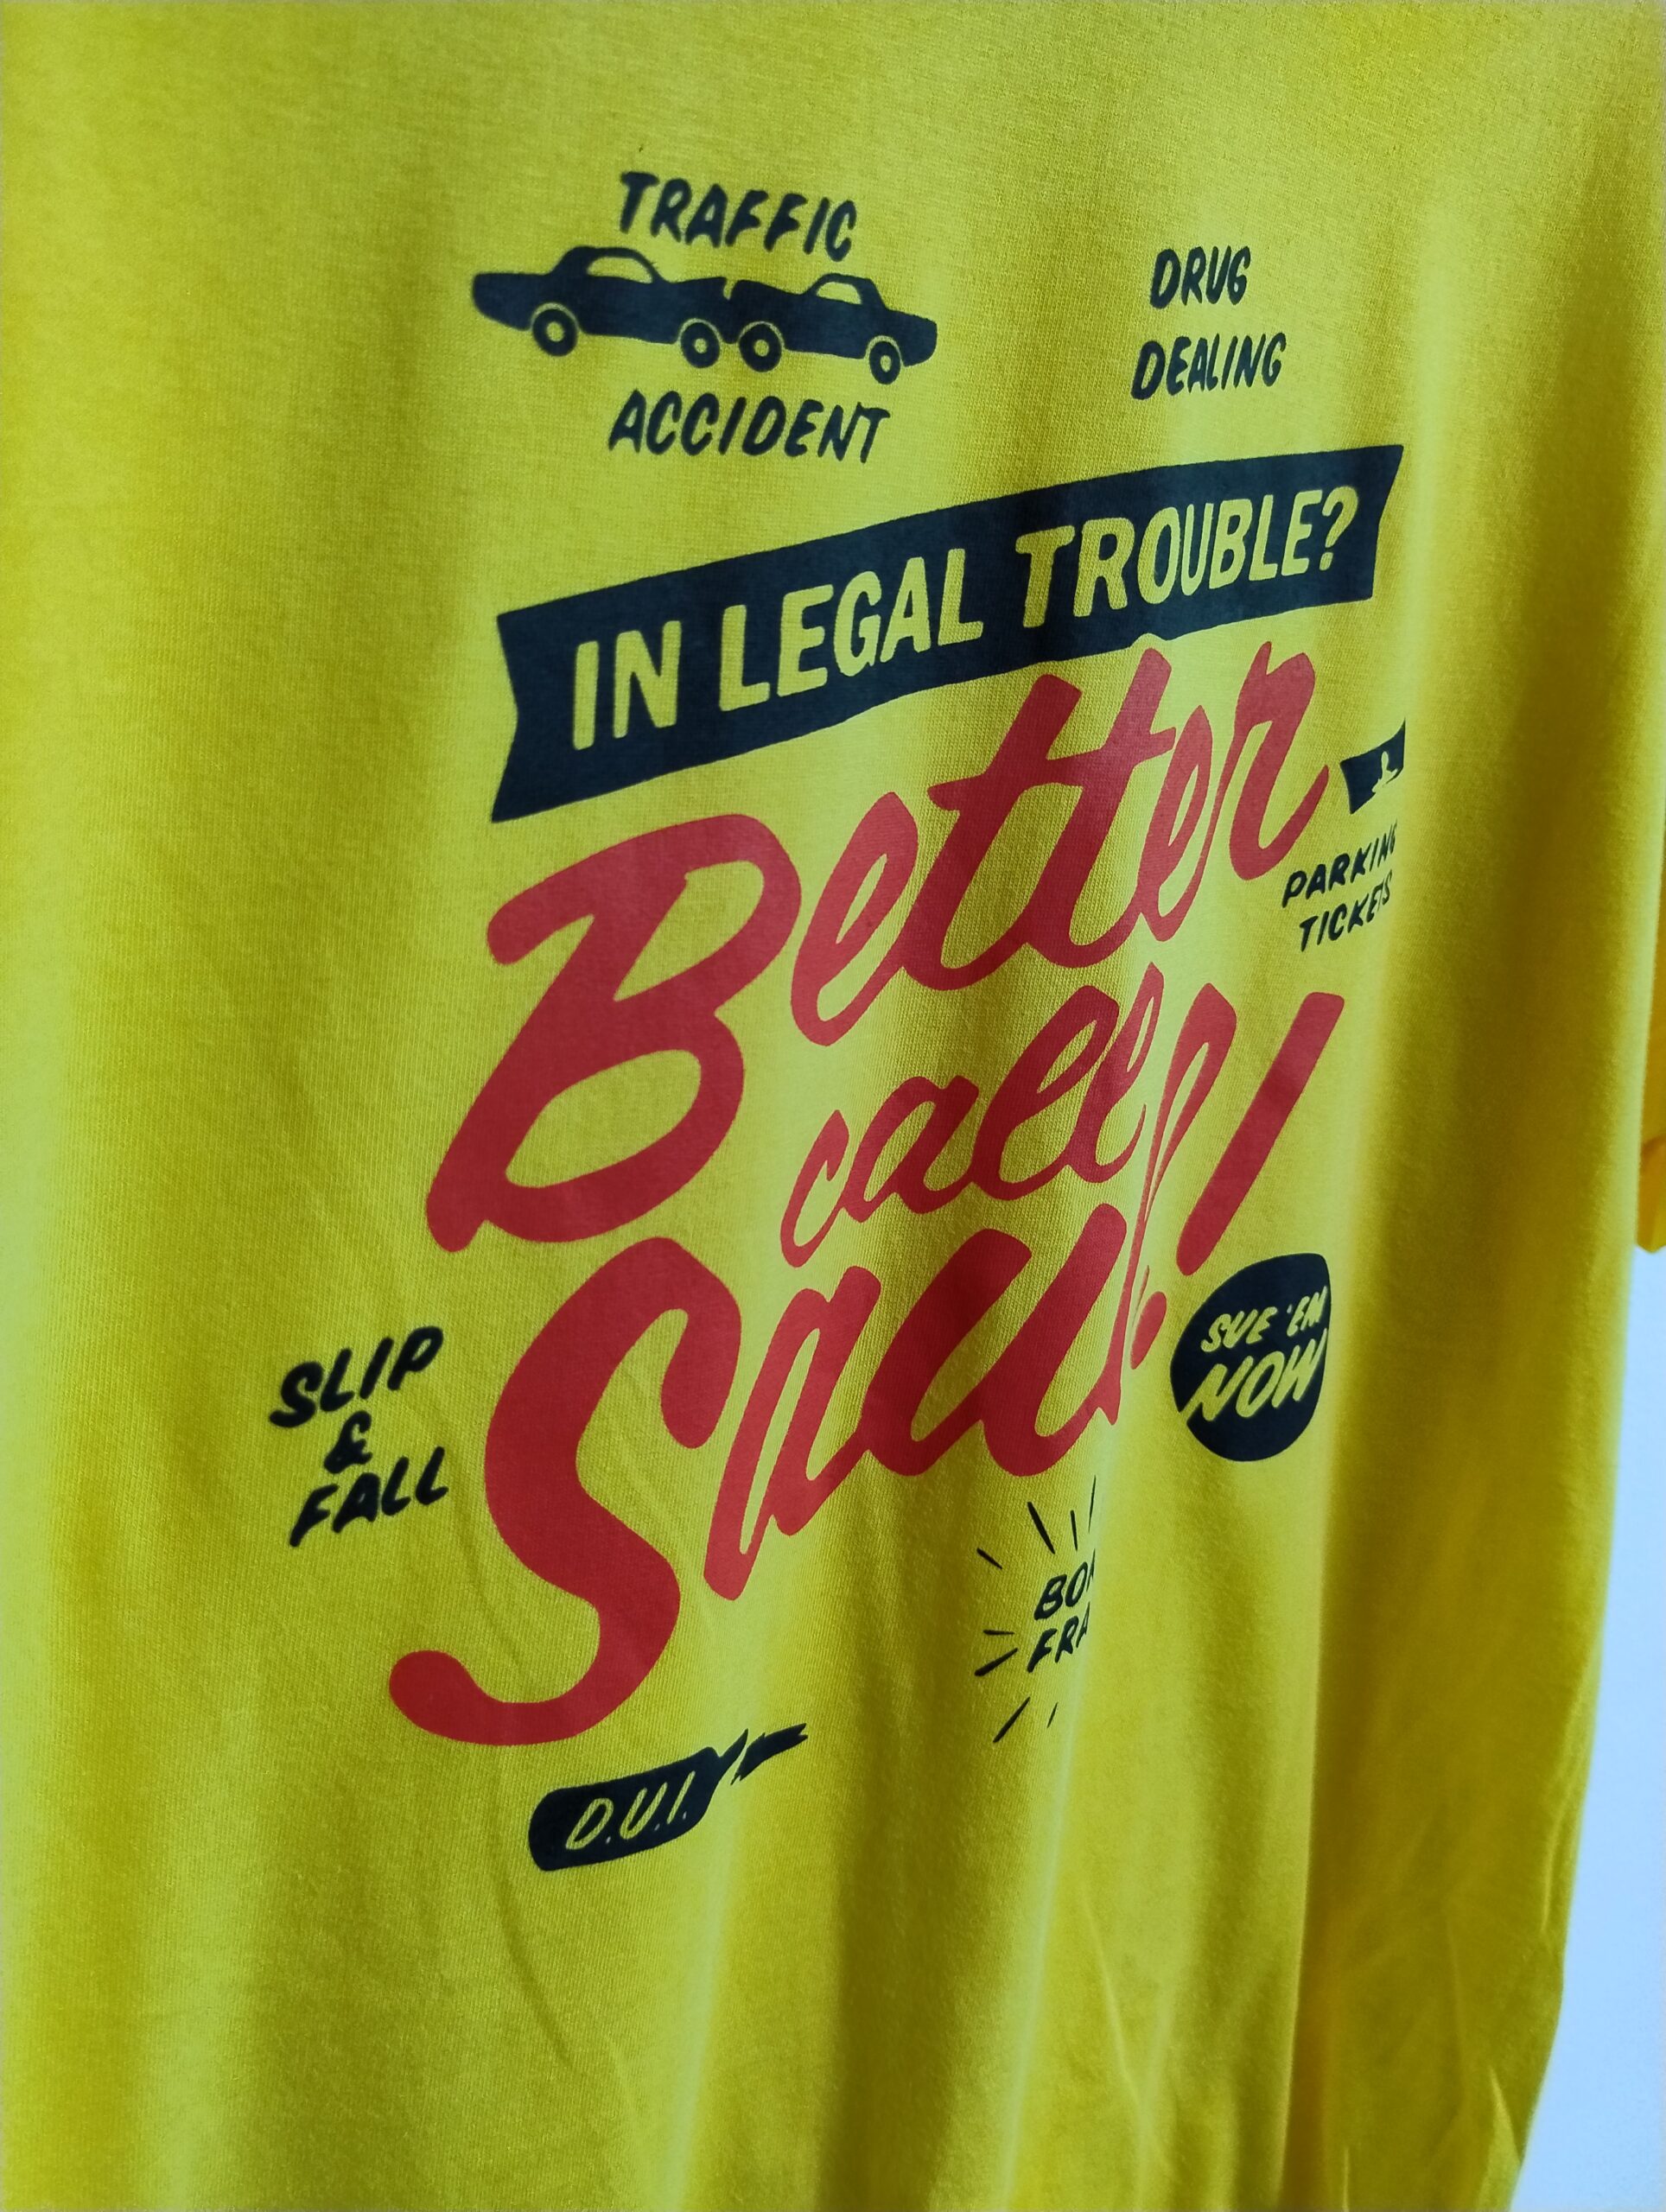 TRAFFIC
ACCIDENT
DRUG
DEALING
IN LEGAL TROUBLE?
Better
call
Saul!
PARKING
TICKETS
SUE 'EM
NOW
SLIP
&
FALL
D.U.I.